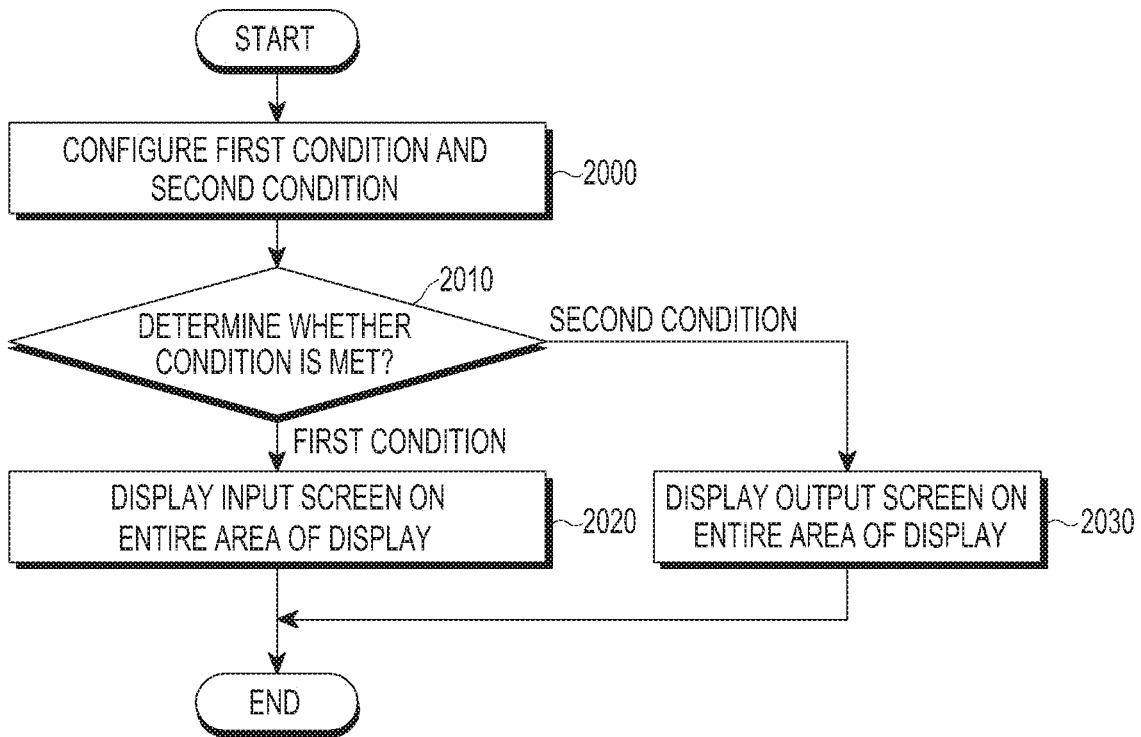 START
CONFIGURE FIRST CONDITION AND
SECOND CONDITION
2000
2010
DETERMINE WHETHER
CONDITION IS MET?
SECOND CONDITION
FIRST CONDITION
DISPLAY INPUT SCREEN ON
ENTIRE AREA OF DISPLAY
2020
DISPLAY OUTPUT SCREEN ON
ENTIRE AREA OF DISPLAY
2030
END